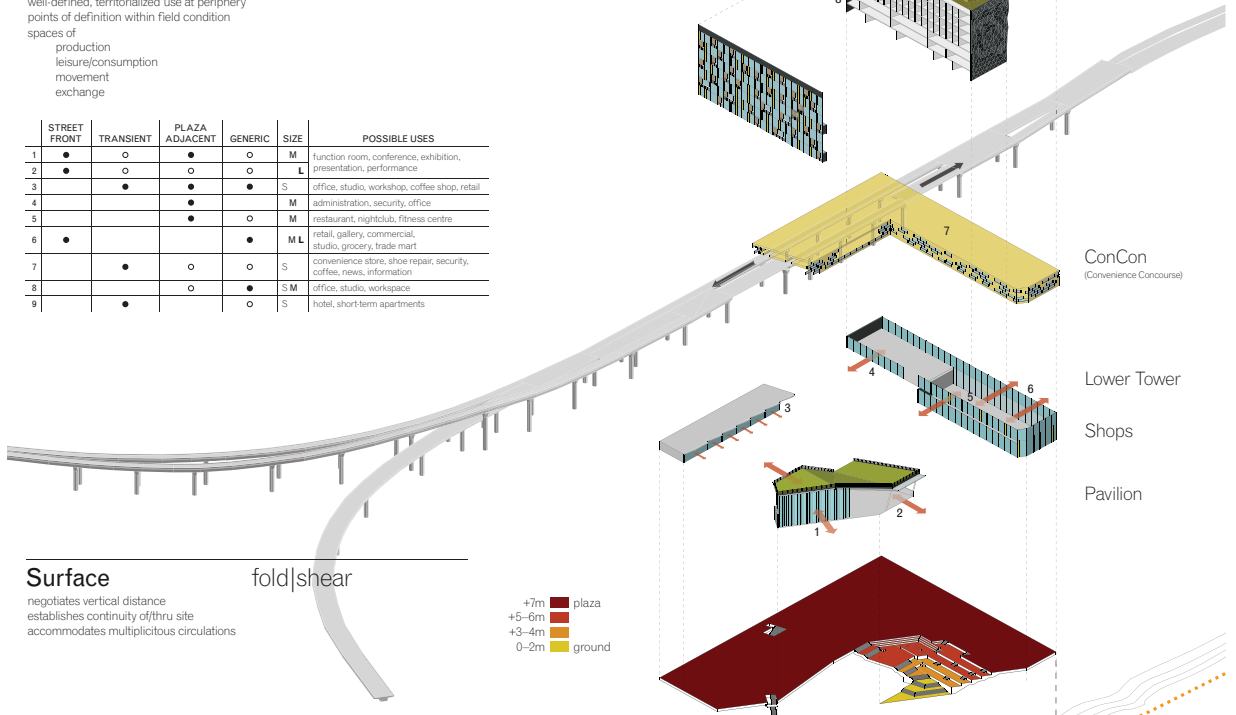 well-defined, territorialized use at periphery
points of definition within field condition
spaces of
production
leisure/consumption
movement
exchange
STREET FRONT TRANSIENT PLAZA ADJACENT GENERIC SIZE POSSIBLE USES
1 ● ○ ● ○ M function room, conference, exhibition,
2 ● ○ ○ ○ L presentation, performance
3 ● ● ● S office, studio, workshop, coffee shop, retail
4 ● M administration, security, office
5 ● ○ M restaurant, nightclub, fitness centre
6 ● ● M L retail, gallery, commercial,
studio, grocery, trade mart
7 ● ○ ○ S convenience store, shoe repair, security,
coffee, news, information
8 ○ ● S M office, studio, workspace
9 ● ○ S hotel, short-term apartments
7
ConCon
(Convenience Concourse)
4
5
6
Lower Tower
3
Shops
Pavilion
2
1
Surface fold|shear
negotiates vertical distance
establishes continuity of/thru site
accommodates multiplicitous circulations
+7m plaza
+5–6m
+3–4m
0–2m ground